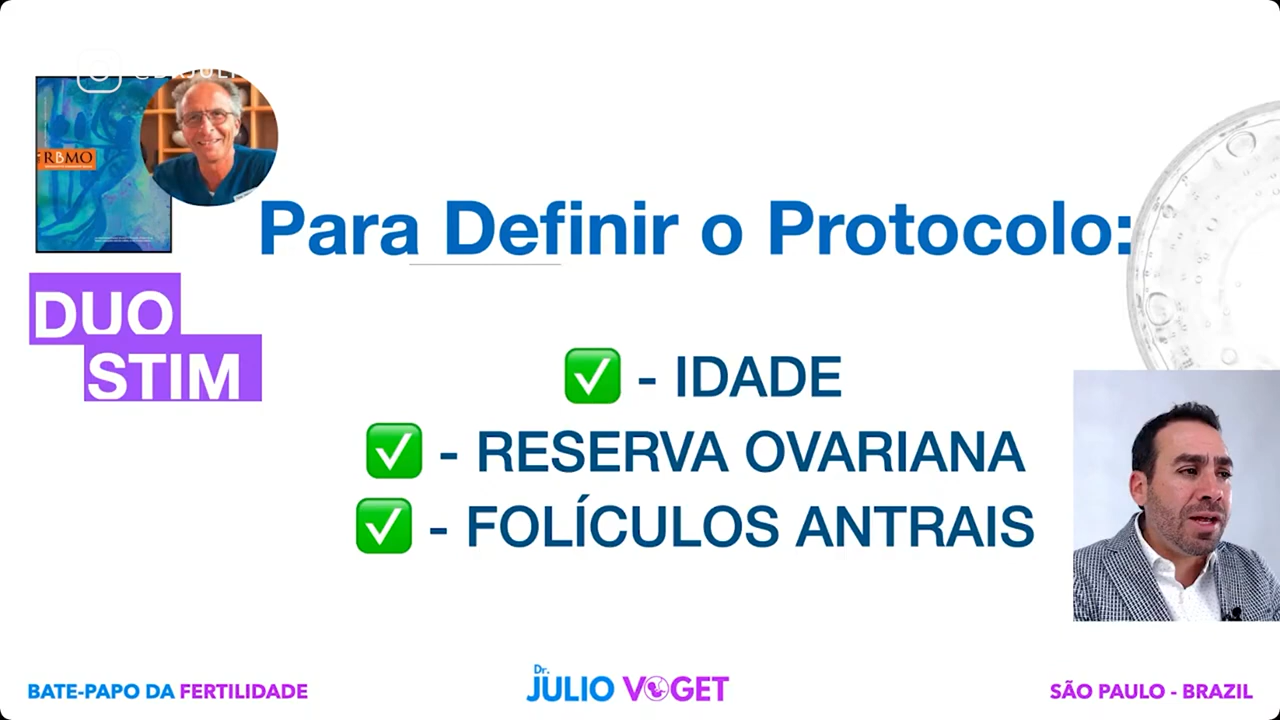 RBMO
Para Definir o Protocolo:
DUO
STIM
✅ - IDADE
✅ - RESERVA OVARIANA
✅ - FOLÍCULOS ANTRAIS
BATE-PAPO DA FERTILIDADE
Dr.
JULIO VOGET
SÃO PAULO - BRAZIL